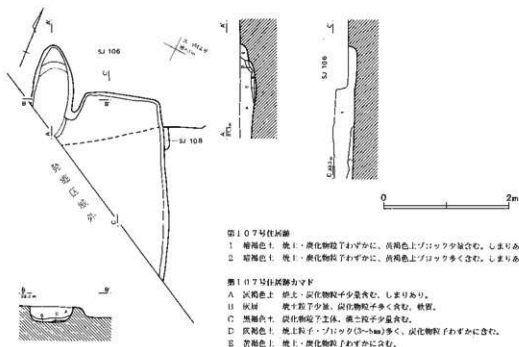 SJ 106
SJ 108
調査区域外
A
A'
B
B'
C
C'
SJ 106
0 2m
第107号住居跡
1 暗褐色土 焼土・炭化物粒子わずかに、黄褐色土ブロック少量含む。しまりあ
2 暗褐色土 焼土・炭化物粒子わずかに、黄褐色土ブロック多く含む。しまりあ
第107号住居跡カマド
A 灰褐色土 焼土・炭化物粒子少量含む、しまりあり。
B 灰層 焼土粒子少量、炭化物粒子多く含む、軟質。
C 黒褐色土 炭化物粒子主体、焼土粒子少量含む。
D 灰褐色土 焼土粒子・ブロック(3~5mm)多く、炭化物粒子わずかに含む。
E 黄褐色土 焼土・炭化物粒子わずかに含む。